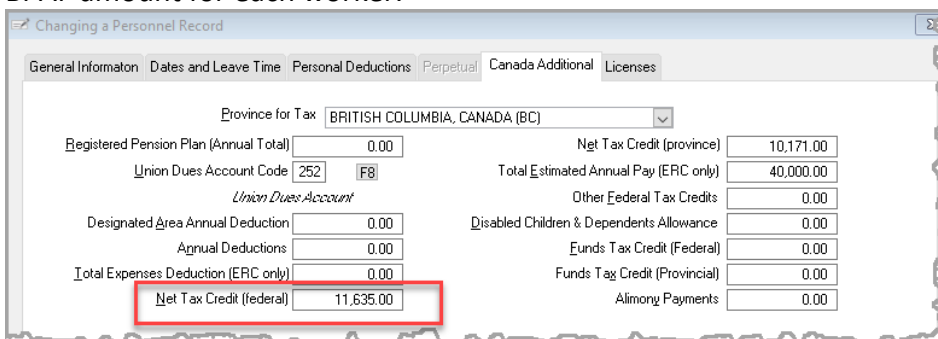 Changing a Personnel Record
General Informaton Dates and Leave Time Personal Deductions Perpetual Canada Additional Licenses
Province for Tax BRITISH COLUMBIA, CANADA (BC)
Registered Pension Plan (Annual Total) 0.00 Net Tax Credit (province) 10,171.00
Union Dues Account Code 252 F8 Total Estimated Annual Pay (ERC only) 40,000.00
Union Dues Account Other Federal Tax Credits 0.00
Designated Area Annual Deduction 0.00 Disabled Children & Dependents Allowance 0.00
Annual Deductions 0.00 Funds Tax Credit (Federal) 0.00
Total Expenses Deduction (ERC only) 0.00 Funds Tax Credit (Provincial) 0.00
Net Tax Credit (federal) 11,635.00 Alimony Payments 0.00